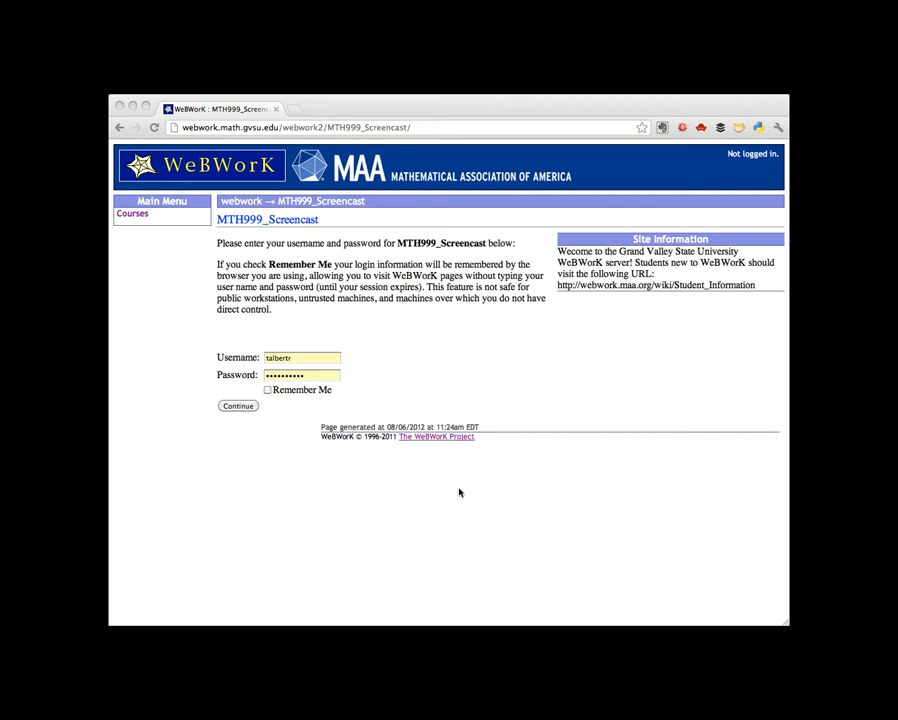 WeBWorK : MTH999_Screenc
webwork.math.gvsu.edu/webwork2/MTH999_Screencast/
WeBWorK
MAA MATHEMATICAL ASSOCIATION OF AMERICA
Not logged in.
Main Menu
Courses
webwork → MTH999_Screencast
MTH999_Screencast
Please enter your username and password for MTH999_Screencast below:
If you check Remember Me your login information will be remembered by the
browser you are using, allowing you to visit WeBWorK pages without typing your
user name and password (until your session expires). This feature is not safe for
public workstations, untrusted machines, and machines over which you do not have
direct control.
Site Information
Wecome to the Grand Valley State University
WeBWorK server! Students new to WeBWorK should
visit the following URL:
http://webwork.maa.org/wiki/Student_Information
Username: talbertr
Password: ••••••••••
Remember Me
Continue
Page generated at 08/06/2012 at 11:24am EDT
WeBWorK © 1996-2011 The WeBWorK Project